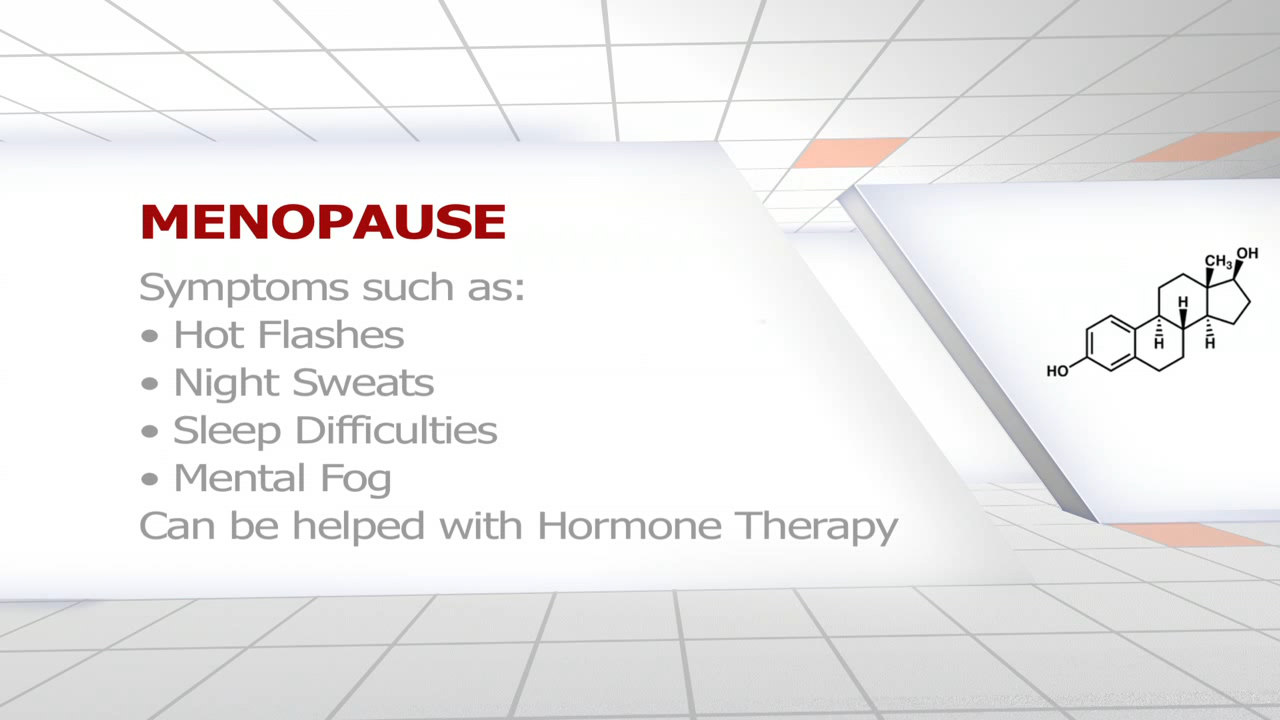 MENOPAUSE
Symptoms such as:
• Hot Flashes
• Night Sweats
• Sleep Difficulties
• Mental Fog
Can be helped with Hormone Therapy
CH3
OH
H
H
H
HO